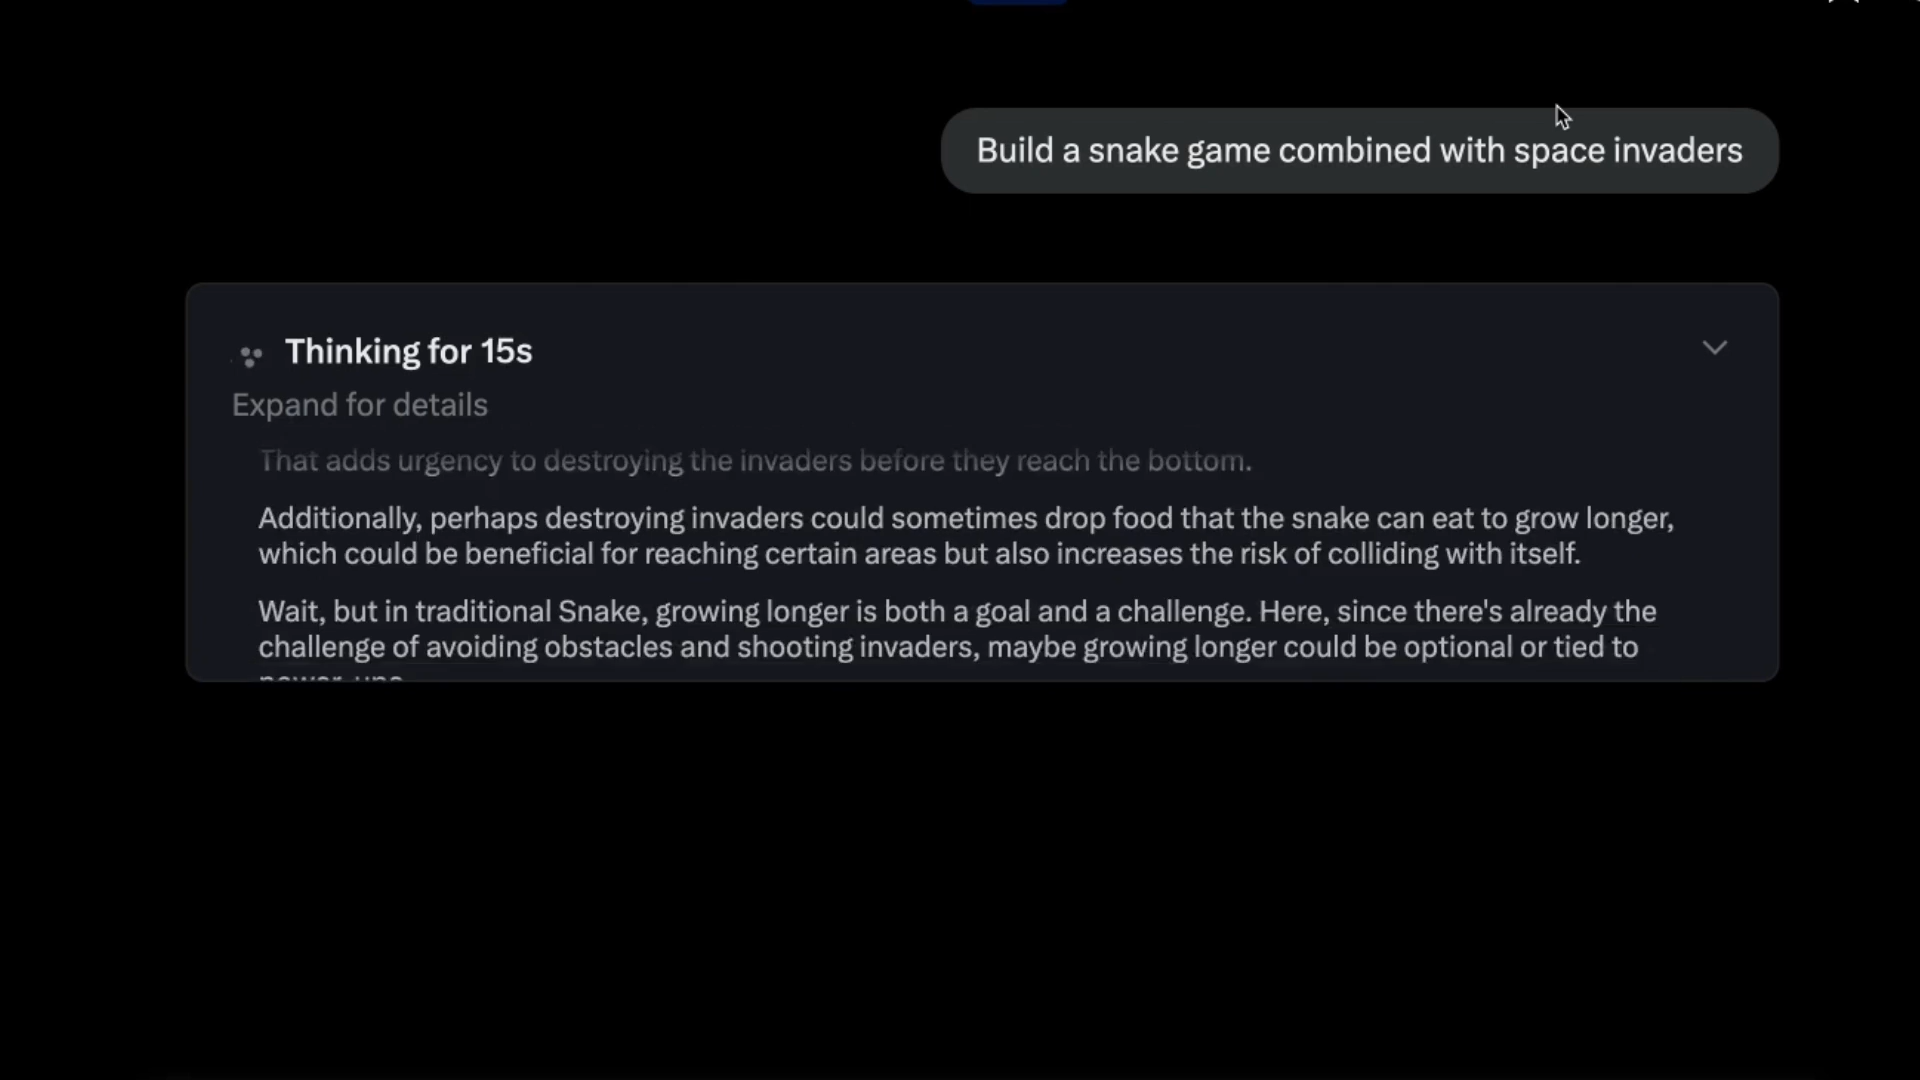 Build a snake game combined with space invaders
Thinking for 15s
Expand for details
That adds urgency to destroying the invaders before they reach the bottom.
Additionally, perhaps destroying invaders could sometimes drop food that the snake can eat to grow longer,
which could be beneficial for reaching certain areas but also increases the risk of colliding with itself.
Wait, but in traditional Snake, growing longer is both a goal and a challenge. Here, since there's already the
challenge of avoiding obstacles and shooting invaders, maybe growing longer could be optional or tied to